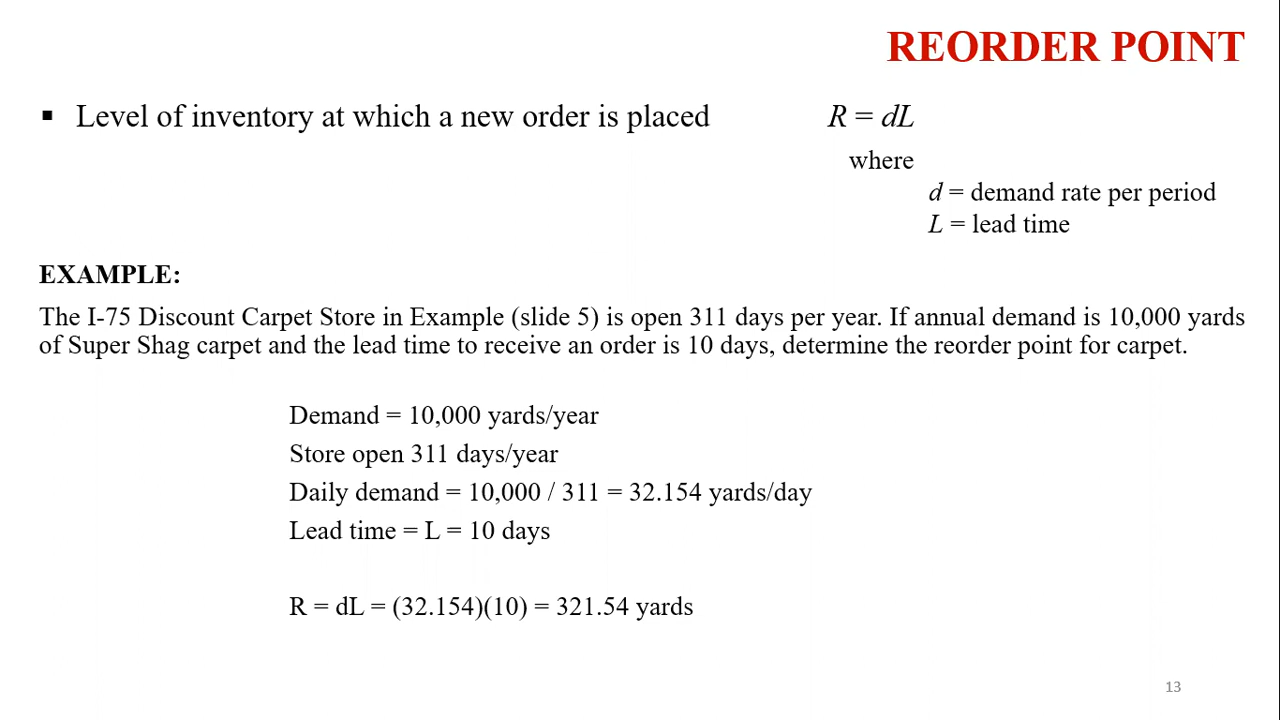 REORDER POINT
▪ Level of inventory at which a new order is placed
R = dL
where
d = demand rate per period
L = lead time
EXAMPLE:
The I-75 Discount Carpet Store in Example (slide 5) is open 311 days per year. If annual demand is 10,000 yards
of Super Shag carpet and the lead time to receive an order is 10 days, determine the reorder point for carpet.
Demand = 10,000 yards/year
Store open 311 days/year
Daily demand = 10,000 / 311 = 32.154 yards/day
Lead time = L = 10 days
R = dL = (32.154)(10) = 321.54 yards
13